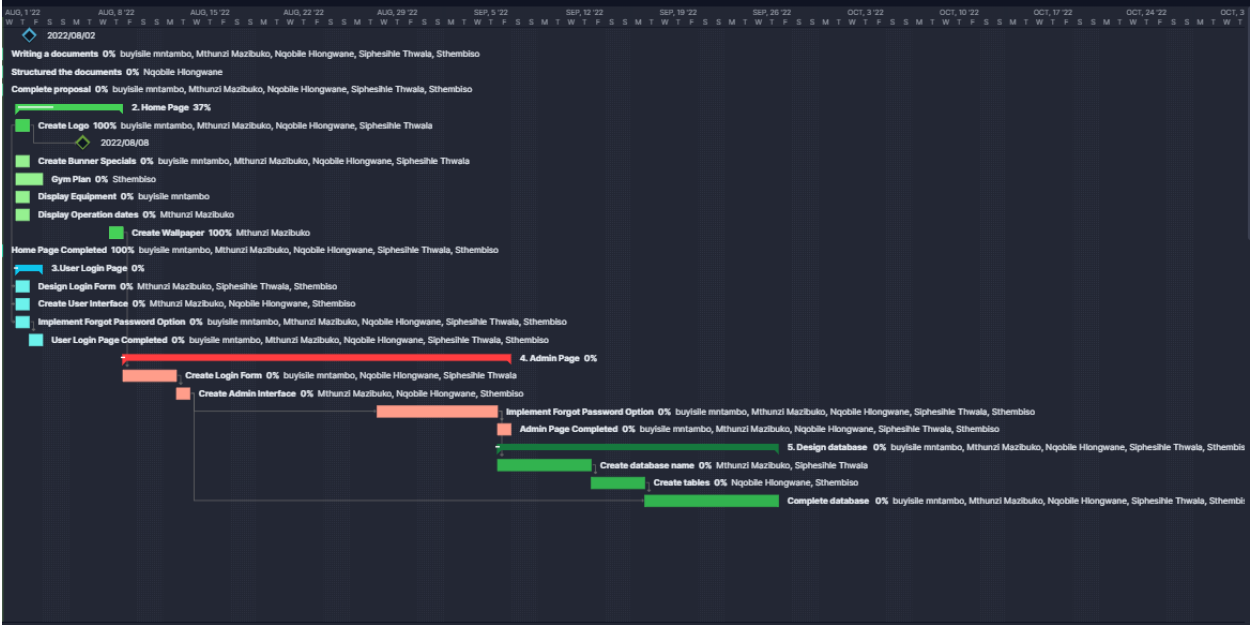 AUG, 1 '22 AUG, 8 '22 AUG, 15 '22 AUG, 22 '22 AUG, 29 '22 SEP, 5 '22 SEP, 12 '22 SEP, 19 '22 SEP, 26 '22 OCT, 3 '22 OCT, 10 '22 OCT, 17 '22 OCT, 24 '22 OCT, 3
W T F S S M T W T F S S M T W T F S S M T W T F S S M T W T F S S M T W T F S S M T W T F S S M T W T F S S M T W T F S S M T W T F S S M T W T F S S M T W T F S S M T W T F S S M T W T
2022/08/02
Writing a documents 0% buyisile mntambo, Mthunzi Mazibuko, Nqobile Hlongwane, Siphesihle Thwala, Sthembiso
Structured the documents 0% Nqobile Hlongwane
Complete proposal 0% buyisile mntambo, Mthunzi Mazibuko, Nqobile Hlongwane, Siphesihle Thwala, Sthembiso
2. Home Page 37%
Create Logo 100% buyisile mntambo, Mthunzi Mazibuko, Nqobile Hlongwane, Siphesihle Thwala
2022/08/08
Create Bunner Specials 0% buyisile mntambo, Mthunzi Mazibuko, Nqobile Hlongwane, Siphesihle Thwala
Gym Plan 0% Sthembiso
Display Equipment 0% buyisile mntambo
Display Operation dates 0% Mthunzi Mazibuko
Create Wallpaper 100% Mthunzi Mazibuko
Home Page Completed 100% buyisile mntambo, Mthunzi Mazibuko, Nqobile Hlongwane, Siphesihle Thwala, Sthembiso
3.User Login Page 0%
Design Login Form 0% Mthunzi Mazibuko, Siphesihle Thwala, Sthembiso
Create User Interface 0% Mthunzi Mazibuko, Nqobile Hlongwane, Sthembiso
Implement Forgot Password Option 0% buyisile mntambo, Mthunzi Mazibuko, Nqobile Hlongwane, Siphesihle Thwala, Sthembiso
User Login Page Completed 0% buyisile mntambo, Mthunzi Mazibuko, Nqobile Hlongwane, Siphesihle Thwala, Sthembiso
4. Admin Page 0%
Create Login Form 0% buyisile mntambo, Nqobile Hlongwane, Siphesihle Thwala
Create Admin Interface 0% Mthunzi Mazibuko, Nqobile Hlongwane, Sthembiso
Implement Forgot Password Option 0% buyisile mntambo, Mthunzi Mazibuko, Nqobile Hlongwane, Siphesihle Thwala, Sthembiso
Admin Page Completed 0% buyisile mntambo, Mthunzi Mazibuko, Nqobile Hlongwane, Siphesihle Thwala, Sthembiso
5. Design database 0% buyisile mntambo, Mthunzi Mazibuko, Nqobile Hlongwane, Siphesihle Thwala, Sthembis
Create database name 0% Mthunzi Mazibuko, Siphesihle Thwala
Create tables 0% Nqobile Hlongwane, Sthembiso
Complete database 0% buyisile mntambo, Mthunzi Mazibuko, Nqobile Hlongwane, Siphesihle Thwala, Sthembi